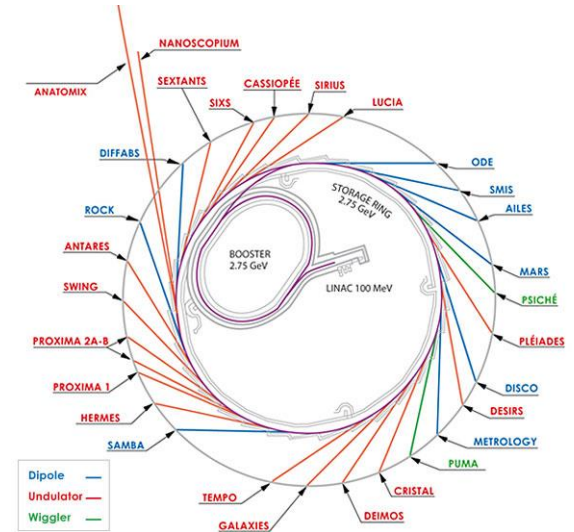 NANOSCOPIUM
ANATOMIX
SEXTANTS
SIXS
CASSIOPÉE
SIRIUS
LUCIA
DIFFABS
ROCK
ANTARES
SWING
PROXIMA 2A-B
PROXIMA 1
HERMES
SAMBA
ODE
SMIS
AILES
MARS
PSICHÉ
PLÉIADES
DISCO
DESIRS
METROLOGY
PUMA
CRISTAL
DEIMOS
GALAXIES
TEMPO
STORAGE RING
2.75 GeV
BOOSTER
2.75 GeV
LINAC 100 MeV
Dipole
Undulator
Wiggler